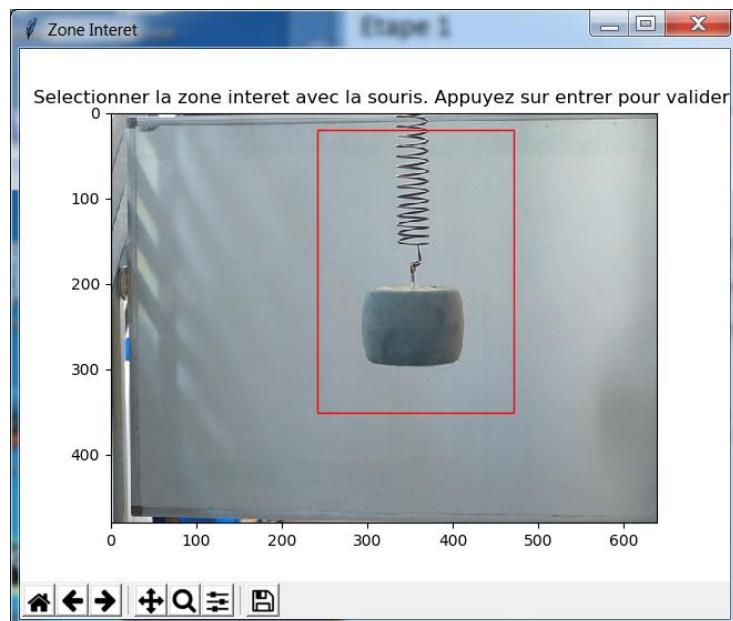 Zone Interet
Etape 1
Selectionner la zone interet avec la souris. Appuyez sur entrer pour valider
0
100
200
300
400
0 100 200 300 400 500 600